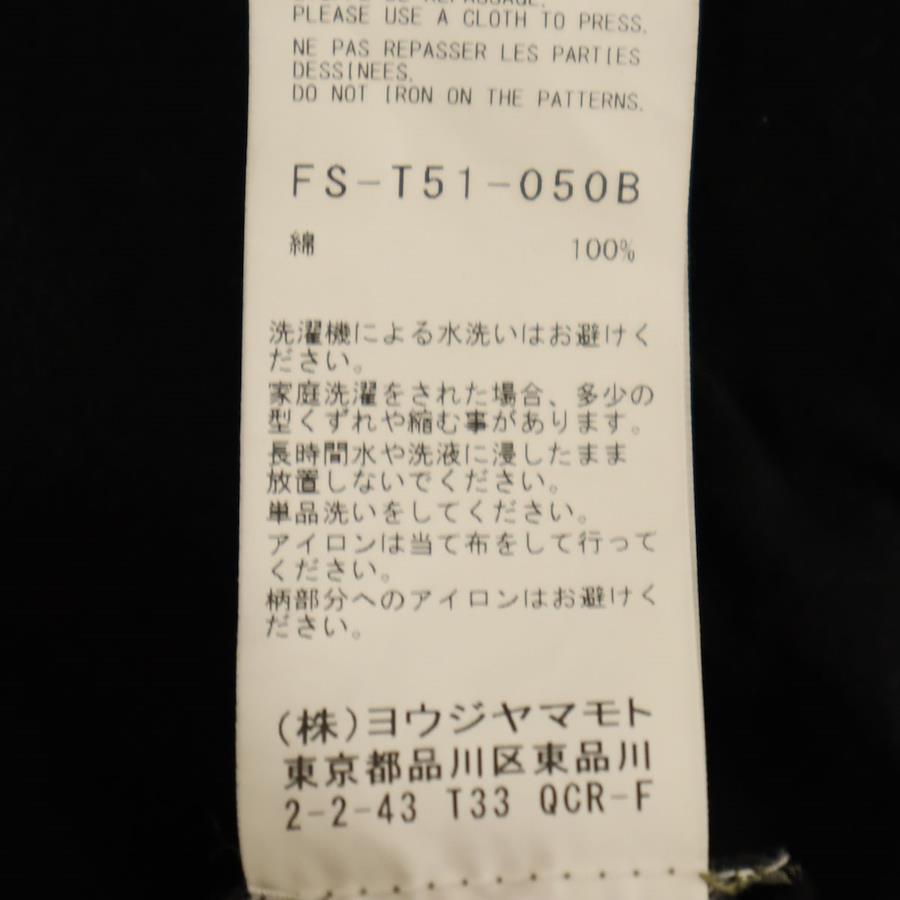 PLEASE USE A CLOTH TO PRESS.
NE PAS REPASSER LES PARTIES
DESSINEES.
DO NOT IRON ON THE PATTERNS.
FS-T51-050B
綿 100%
洗濯機による水洗いはお避けく
ださい。
家庭洗濯をされた場合、多少の
型くずれや縮む事があります。
長時間水や洗液に浸したまま
放置しないでください。
単品洗いをしてください。
アイロンは当て布をして行って
ください。
柄部分へのアイロンはお避けく
ださい。
(株)ヨウジヤマモト
東京都品川区東品川
2-2-43 T33 QCR-F